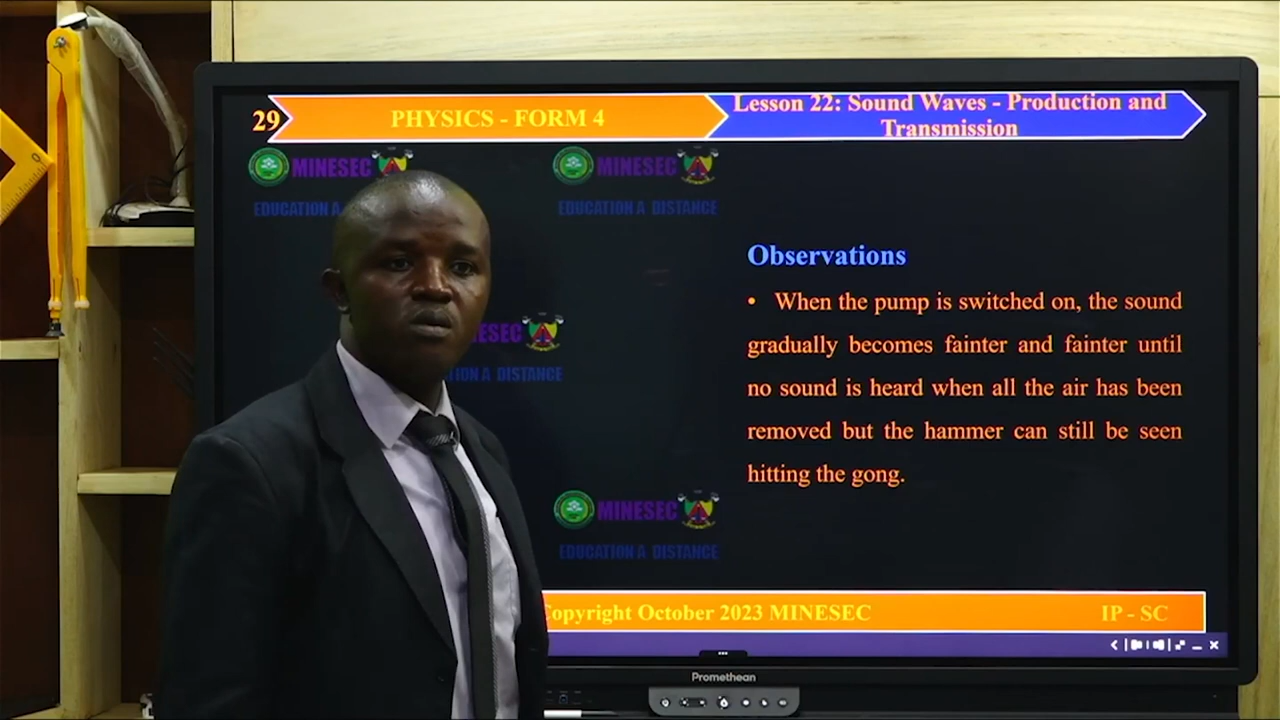 29
PHYSICS - FORM 4
Lesson 22: Sound Waves - Production and
Transmission
MINESEC
EDUCATION A
MINESEC
EDUCATION A DISTANCE
Observations
• When the pump is switched on, the sound
gradually becomes fainter and fainter until
no sound is heard when all the air has been
removed but the hammer can still be seen
hitting the gong.
A DISTANCE
MINESEC
EDUCATION A DISTANCE
Copyright October 2023 MINESEC
IP - SC
Promethean